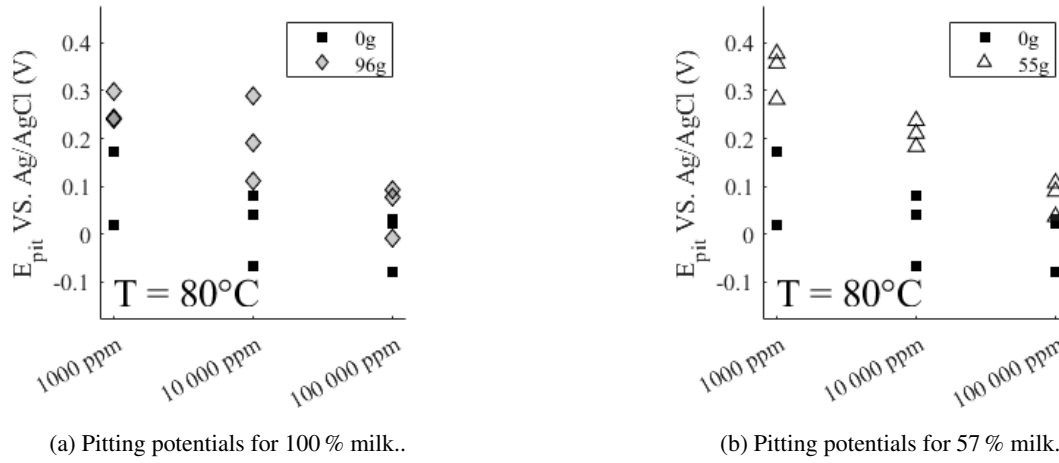 0.4
0.3
0.2
0.1
0
-0.1
E_pit VS. Ag/AgCl (V)
0g
96g
T = 80°C
1000 ppm
10 000 ppm
100 000 ppm
(a) Pitting potentials for 100 % milk..
0.4
0.3
0.2
0.1
0
-0.1
E_pit VS. Ag/AgCl (V)
0g
55g
T = 80°C
1000 ppm
10 000 ppm
100 000 ppm
(b) Pitting potentials for 57 % milk.